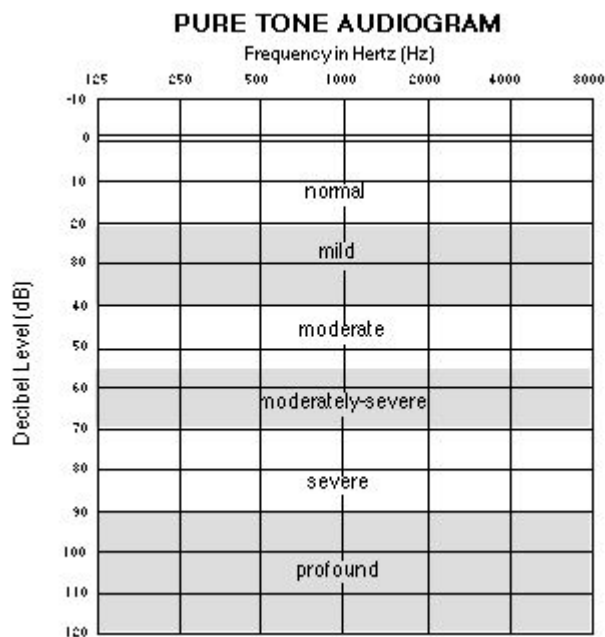 PURE TONE AUDIOGRAM
Frequency in Hertz (Hz)
125 250 500 1000 2000 4000 8000
-10
0
10
normal
20
mild
30
40
moderate
50
Decibel Level (dB)
60
moderately-severe
70
80
severe
90
100
profound
110
120